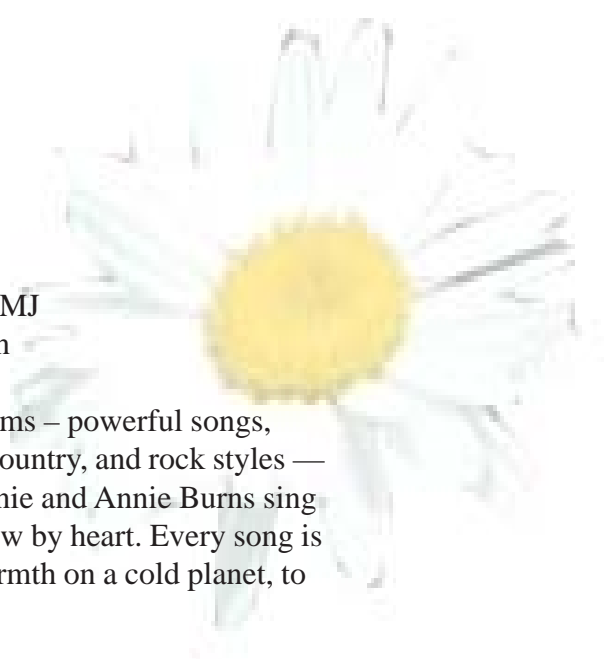 MJ
n
ms – powerful songs,
ountry, and rock styles —
nie and Annie Burns sing
w by heart. Every song is
rmth on a cold planet, to